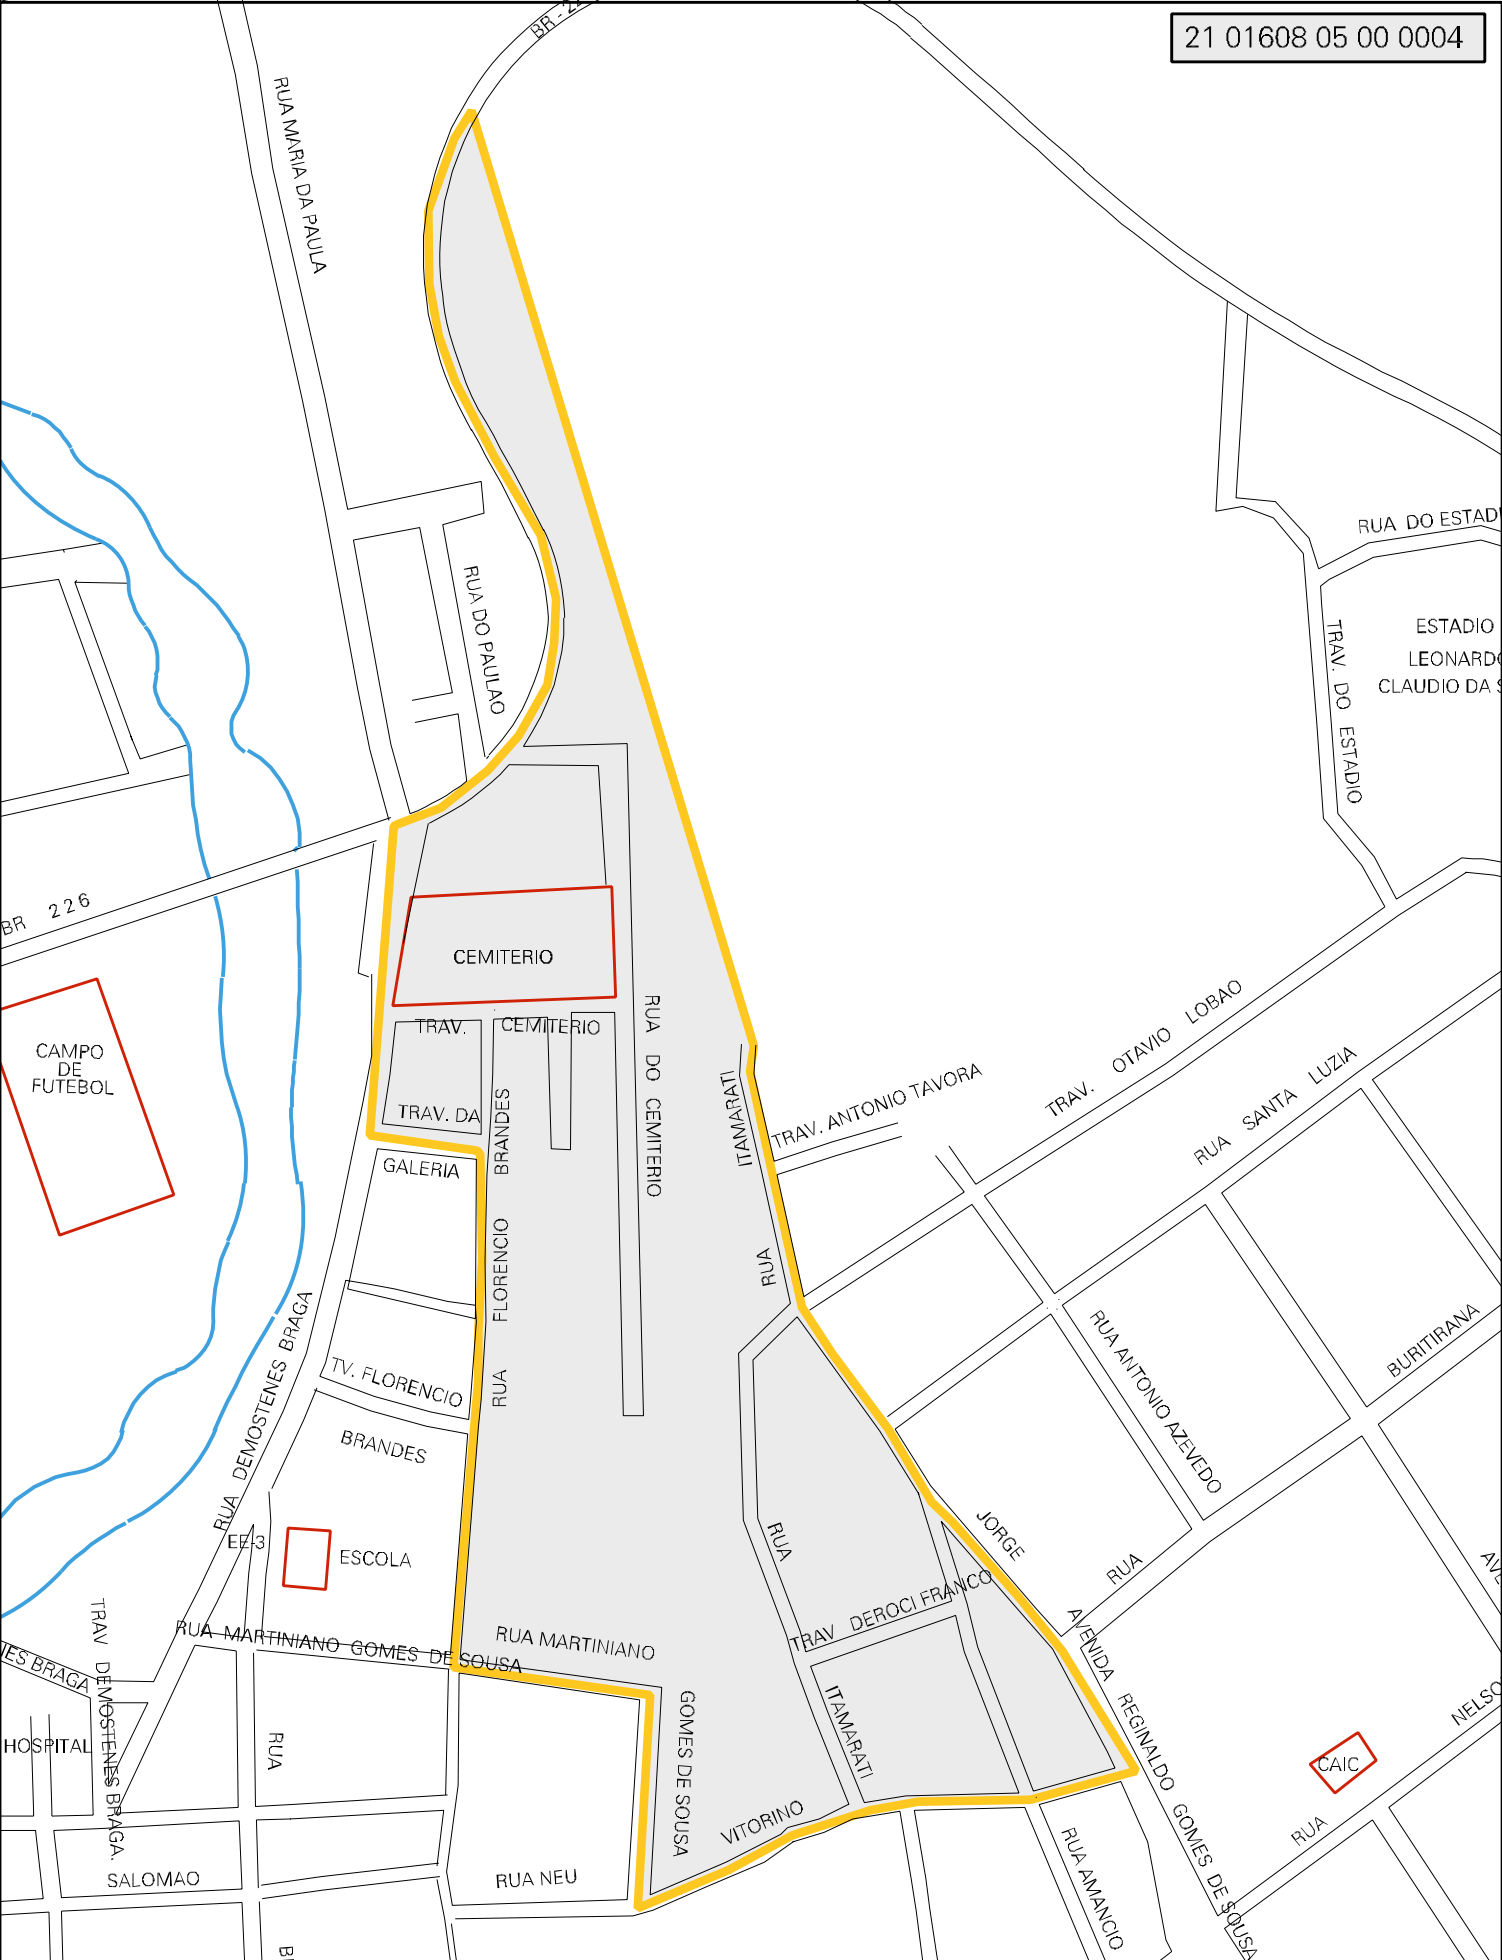 BR - 22
21 01608 05 00 0004
RUA MARIA DA PAULA
RUA DO ESTADI
RUA DO PAULAO
ESTADIO
LEONARDO
CLAUDIO DA S
TRAV. DO ESTADIO
BR 226
CEMITERIO
TRAV. CEMITERIO
RUA DO CEMITERIO
CAMPO
DE
FUTEBOL
TRAV. OTAVIO LOBAO
RUA SANTA LUZIA
TRAV. ANTONIO TAVORA
RUA ITAMARATI
TRAV. DA
GALERIA
RUA FLORENCIO BRANDES
RUA DEMOSTENES BRAGA
TV. FLORENCIO
BRANDES
RUA ANTONIO AZEVEDO
RUA BURITIRANA
EE-3
ESCOLA
JORGE
RUA ITAMARATI
TRAV DEROCI FRANCO
AVE
RUA MARTINIANO GOMES DE SOUSA
RUA MARTINIANO
GOMES DE SOUSA
NES BRAGA
TRAV DEMOSTENES BRAGA.
HOSPITAL
RUA
AVENIDA REGINALDO GOMES DE SOUSA
CAIC
RUA NELSO
VITORINO
RUA NEU
SALOMAO
RUA AMANCIO
BI